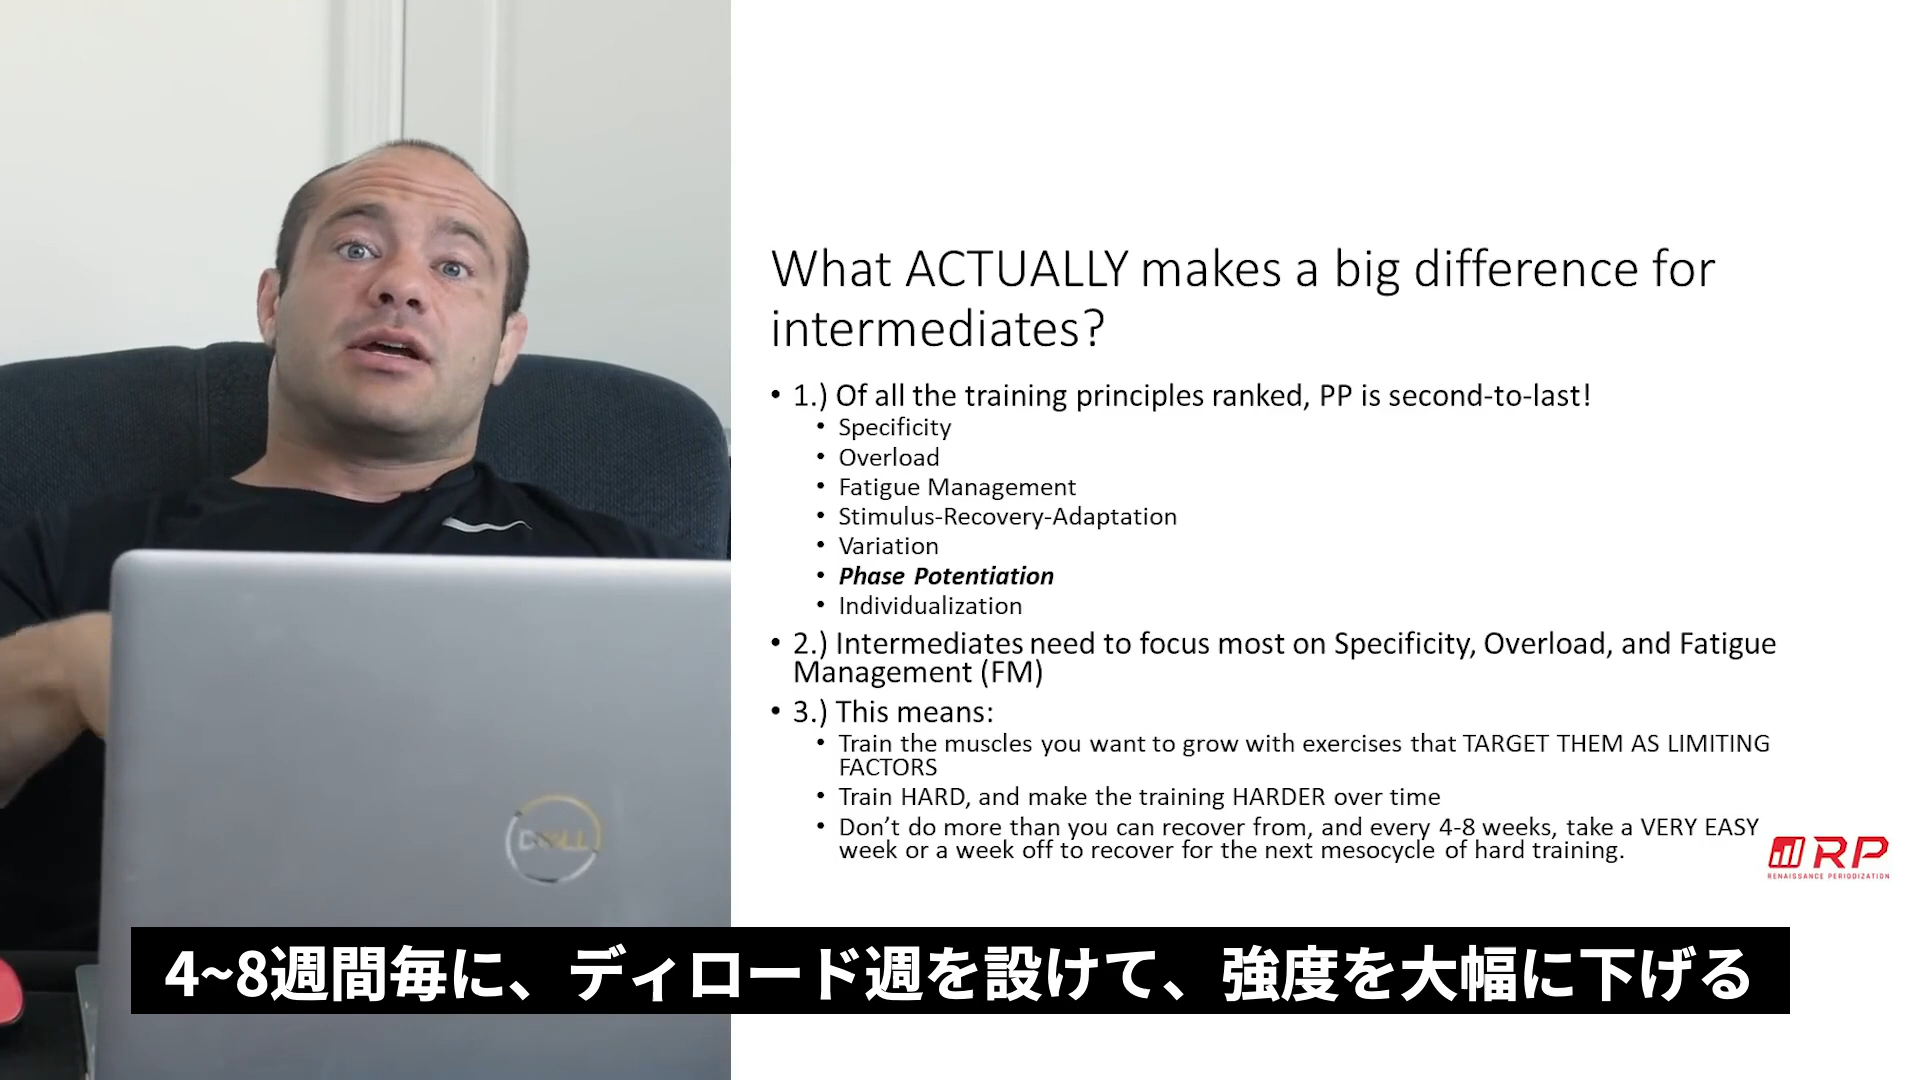 What ACTUALLY makes a big difference for
intermediates?
• 1.) Of all the training principles ranked, PP is second-to-last!
• Specificity
• Overload
• Fatigue Management
• Stimulus-Recovery-Adaptation
• Variation
• Phase Potentiation
• Individualization
• 2.) Intermediates need to focus most on Specificity, Overload, and Fatigue
Management (FM)
• 3.) This means:
• Train the muscles you want to grow with exercises that TARGET THEM AS LIMITING
FACTORS
• Train HARD, and make the training HARDER over time
• Don’t do more than you can recover from, and every 4-8 weeks, take a VERY EASY
week or a week off to recover for the next mesocycle of hard training.
RP
RENAISSANCE PERIODIZATION
DELL
4~8週間毎に、ディロード週を設けて、強度を大幅に下げる